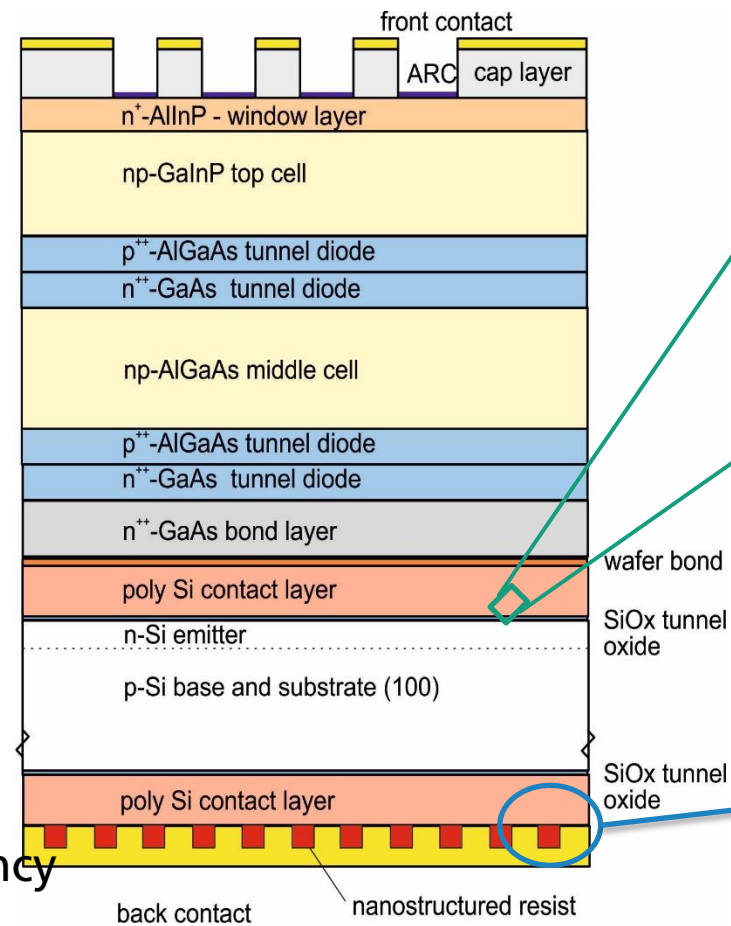 front contact
ARC
cap layer
n⁺-AlInP - window layer
np-GaInP top cell
p⁺⁺-AlGaAs tunnel diode
n⁺⁺-GaAs tunnel diode
np-AlGaAs middle cell
p⁺⁺-AlGaAs tunnel diode
n⁺⁺-GaAs tunnel diode
n⁺⁺-GaAs bond layer
wafer bond
poly Si contact layer
SiOx tunnel
oxide
n-Si emitter
p-Si base and substrate (100)
SiOx tunnel
oxide
poly Si contact layer
ncy
nanostructured resist
back contact